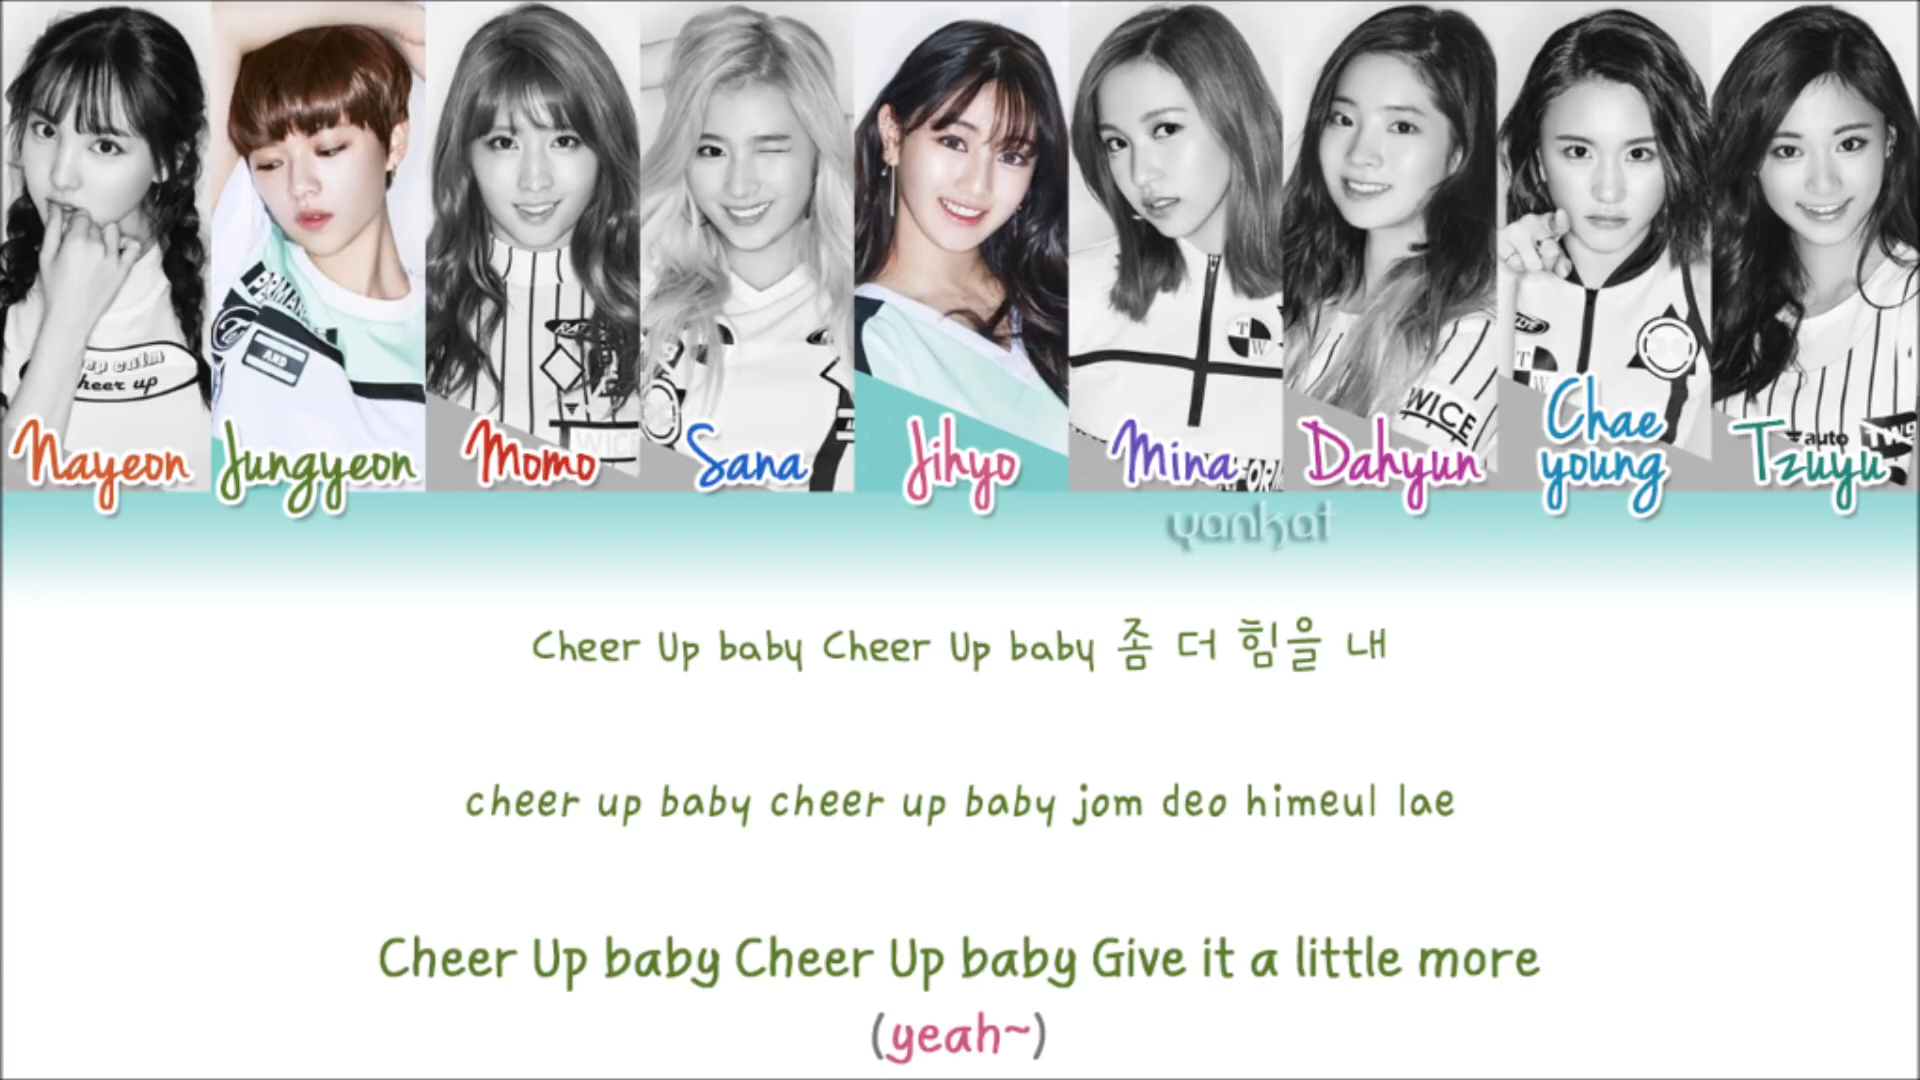 Nayeon Jungyeon Momo Sana Jihyo Mina Dahyun Chae young Tzuyu
yankat
Cheer Up baby Cheer Up baby 좀 더 힘을 내
cheer up baby cheer up baby jom deo himeul lae
Cheer Up baby Cheer Up baby Give it a little more
(yeah~)